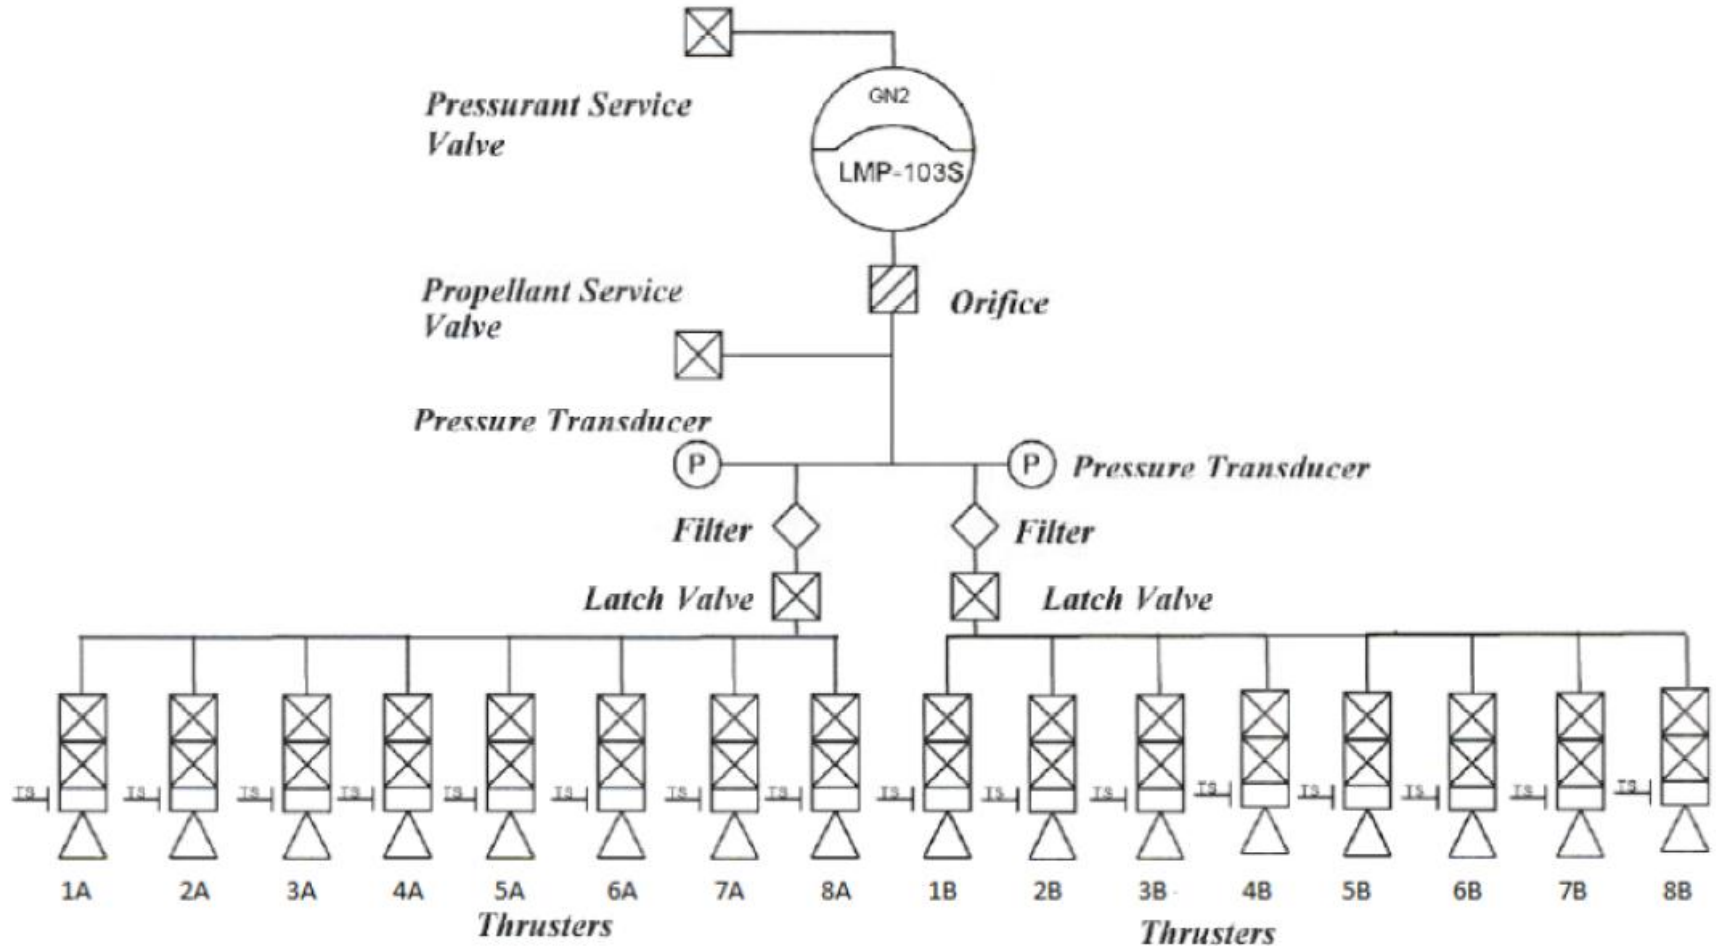 GN2
Pressurant Service
Valve
LMP-103S
Propellant Service
Valve
Orifice
Pressure Transducer
P
P
Pressure Transducer
Filter
Filter
Latch Valve
Latch Valve
TS TS TS TS TS TS TS TS TS TS TS TS TS TS TS TS
1A 2A 3A 4A 5A 6A 7A 8A 1B 2B 3B 4B 5B 6B 7B 8B
Thrusters
Thrusters